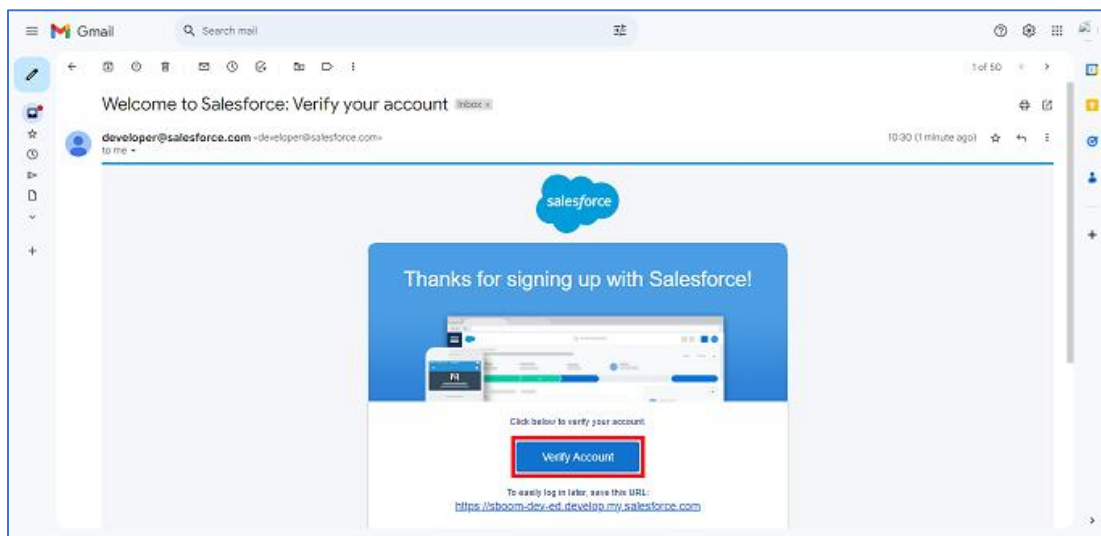 Gmail
Search mail
1 of 50
Welcome to Salesforce: Verify your account Inbox x
developer@salesforce.com <developer@salesforce.com>
10:30 (1 minute ago)
to me
salesforce
Thanks for signing up with Salesforce!
Click below to verify your account.
Verify Account
To easily log in later, save this URL:
https://sboom-dev-ed.develop.my.salesforce.com